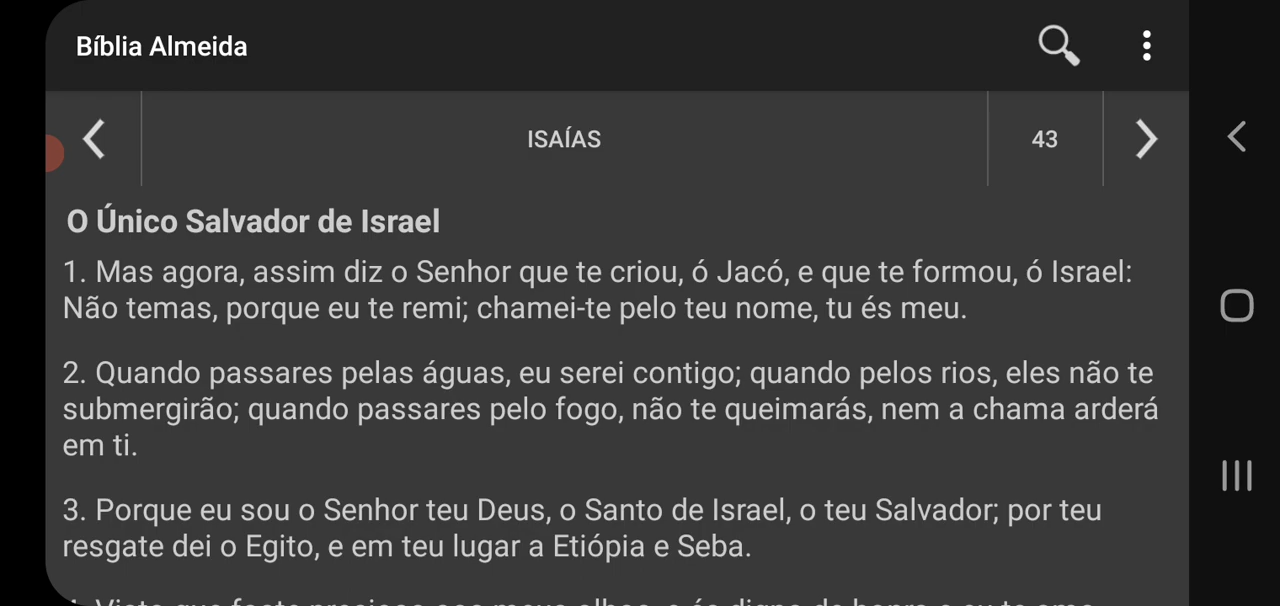 Bíblia Almeida
ISAÍAS
43
O Único Salvador de Israel
1. Mas agora, assim diz o Senhor que te criou, ó Jacó, e que te formou, ó Israel:
Não temas, porque eu te remi; chamei-te pelo teu nome, tu és meu.
2. Quando passares pelas águas, eu serei contigo; quando pelos rios, eles não te
submergirão; quando passares pelo fogo, não te queimarás, nem a chama arderá
em ti.
3. Porque eu sou o Senhor teu Deus, o Santo de Israel, o teu Salvador; por teu
resgate dei o Egito, e em teu lugar a Etiópia e Seba.